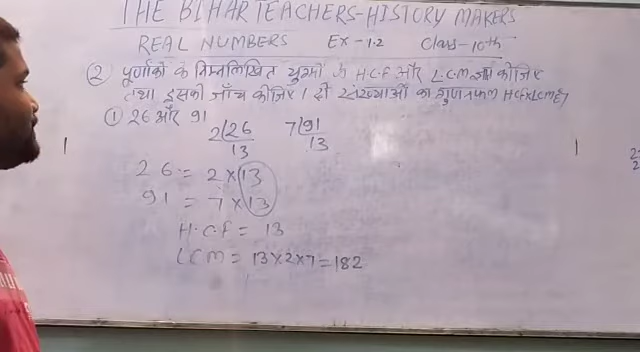 THE BIHAR TEACHERS-HISTORY MAKERS
REAL NUMBERS Ex-1.2 Class-10th
② पूर्णांकों के निम्नलिखित युग्मों के H.C.F और L.C.M ज्ञात कीजिए
तथा इसकी जाँच कीजिए। दो संख्याओं का गुणनफल HCF×LCM है
① 26 और 91
2|26 7|91
13 13
26 = 2×13
91 = 7×13
H.C.F = 13
LCM = 13×2×7=182